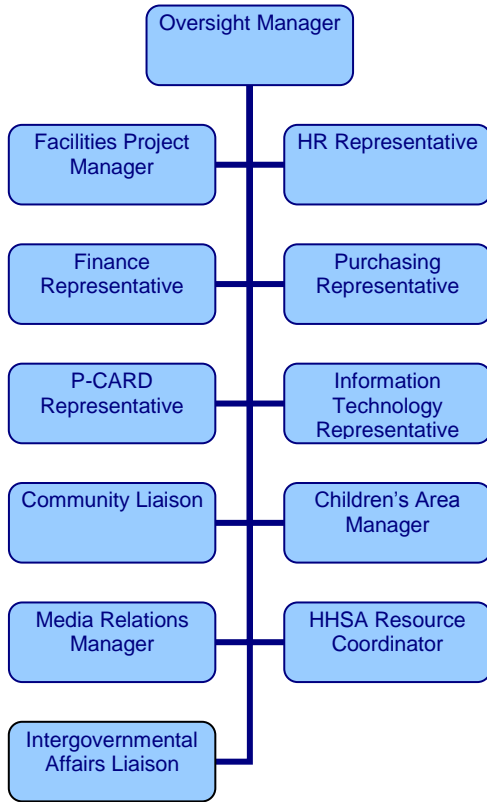 Oversight Manager
Facilities Project
Manager
HR Representative
Finance
Representative
Purchasing
Representative
P-CARD
Representative
Information
Technology
Representative
Community Liaison
Children's Area
Manager
Media Relations
Manager
HHSA Resource
Coordinator
Intergovernmental
Affairs Liaison